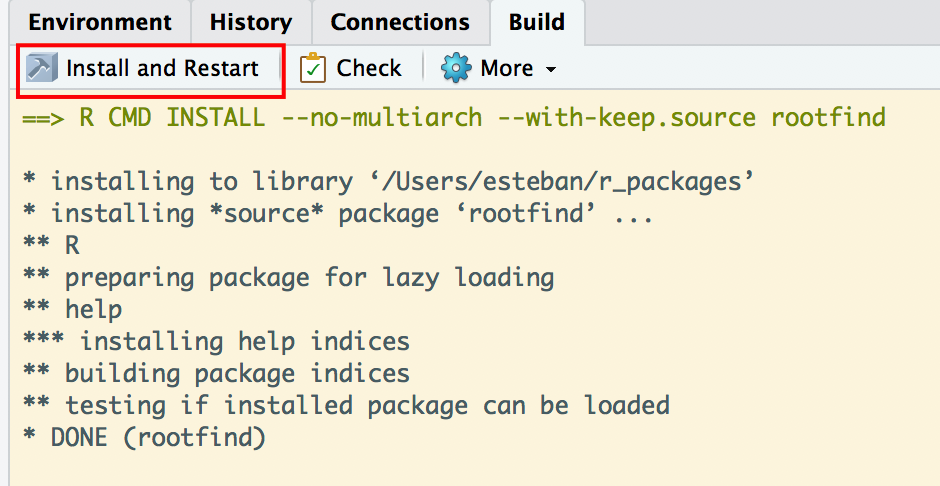 Environment History Connections Build
Install and Restart Check More
==> R CMD INSTALL --no-multiarch --with-keep.source rootfind
* installing to library ‘/Users/esteban/r_packages’
* installing *source* package ‘rootfind’ ...
** R
** preparing package for lazy loading
** help
*** installing help indices
** building package indices
** testing if installed package can be loaded
* DONE (rootfind)